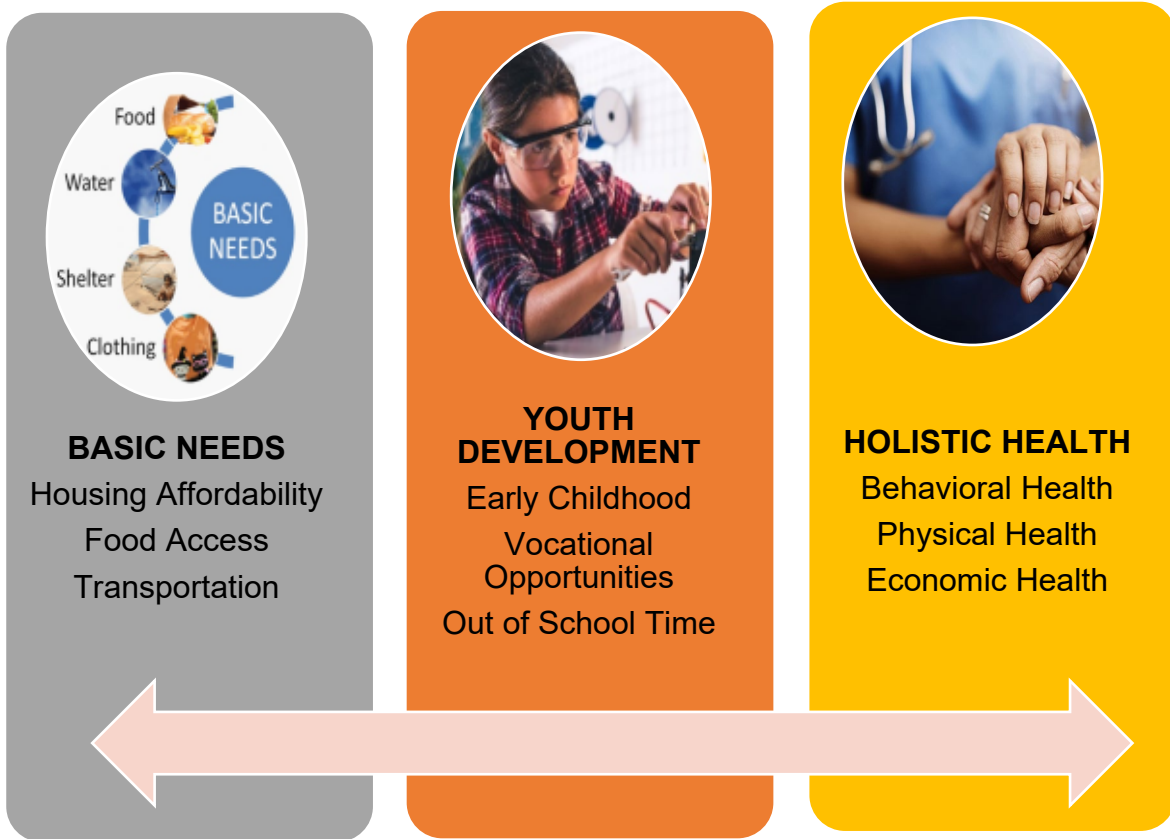 Food
Water
Shelter
Clothing
BASIC
NEEDS
BASIC NEEDS
Housing Affordability
Food Access
Transportation
YOUTH
DEVELOPMENT
Early Childhood
Vocational
Opportunities
Out of School Time
HOLISTIC HEALTH
Behavioral Health
Physical Health
Economic Health